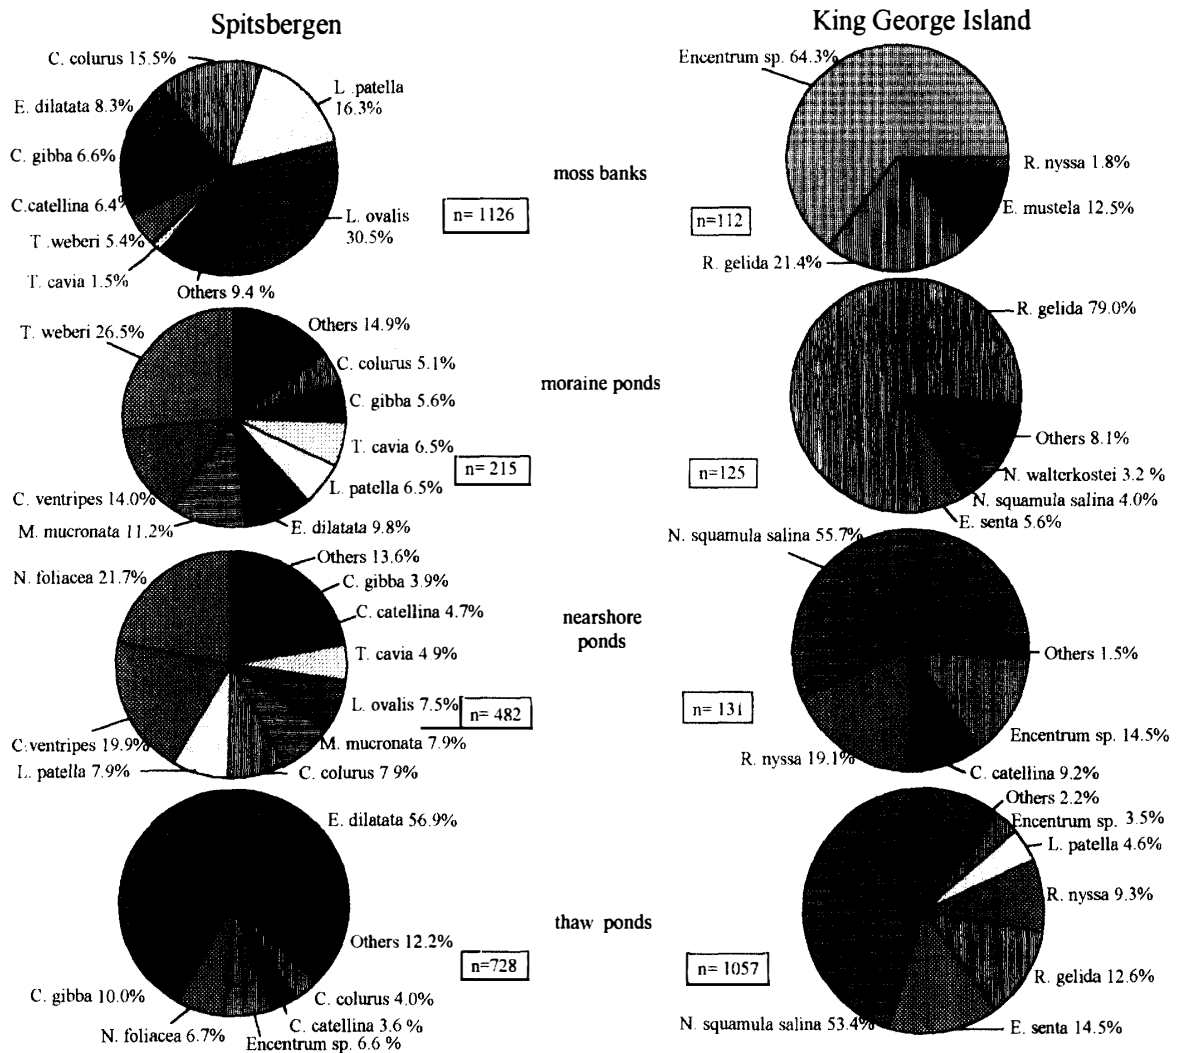 Spitsbergen
King George Island
C. colurus 15.5%
L .patella
16.3%
E. dilatata 8.3%
C. gibba 6.6%
C.catellina 6.4%
T .weberi 5.4%
T. cavia 1.5%
Others 9.4 %
L. ovalis
30.5%
n= 1126
moss banks
Encentrum sp. 64.3%
R. nyssa 1.8%
E. mustela 12.5%
R. gelida 21.4%
n=112
T. weberi 26.5%
Others 14.9%
C. colurus 5.1%
C. gibba 5.6%
T. cavia 6.5%
L. patella 6.5%
E. dilatata 9.8%
M. mucronata 11.2%
C. ventripes 14.0%
n= 215
moraine ponds
R. gelida 79.0%
Others 8.1%
N. walterkostei 3.2 %
N. squamula salina 4.0%
E. senta 5.6%
n=125
N. foliacea 21.7%
Others 13.6%
C. gibba 3.9%
C. catellina 4.7%
T. cavia 4.9%
L. ovalis 7.5%
M. mucronata 7.9%
C. colurus 7 9%
L. patella 7.9%
C.ventripes 19.9%
n= 482
nearshore
ponds
N. squamula salina 55.7%
Others 1.5%
Encentrum sp. 14.5%
C. catellina 9.2%
R. nyssa 19.1%
n= 131
E. dilatata 56.9%
Others 12.2%
C. colurus 4.0%
C. catellina 3.6 %
Encentrum sp. 6.6 %
N. foliacea 6.7%
C. gibba 10.0%
n=728
thaw ponds
Others 2.2%
Encentrum sp. 3.5%
L. patella 4.6%
R. nyssa 9.3%
R. gelida 12.6%
E. senta 14.5%
N. squamula salina 53.4%
n= 1057